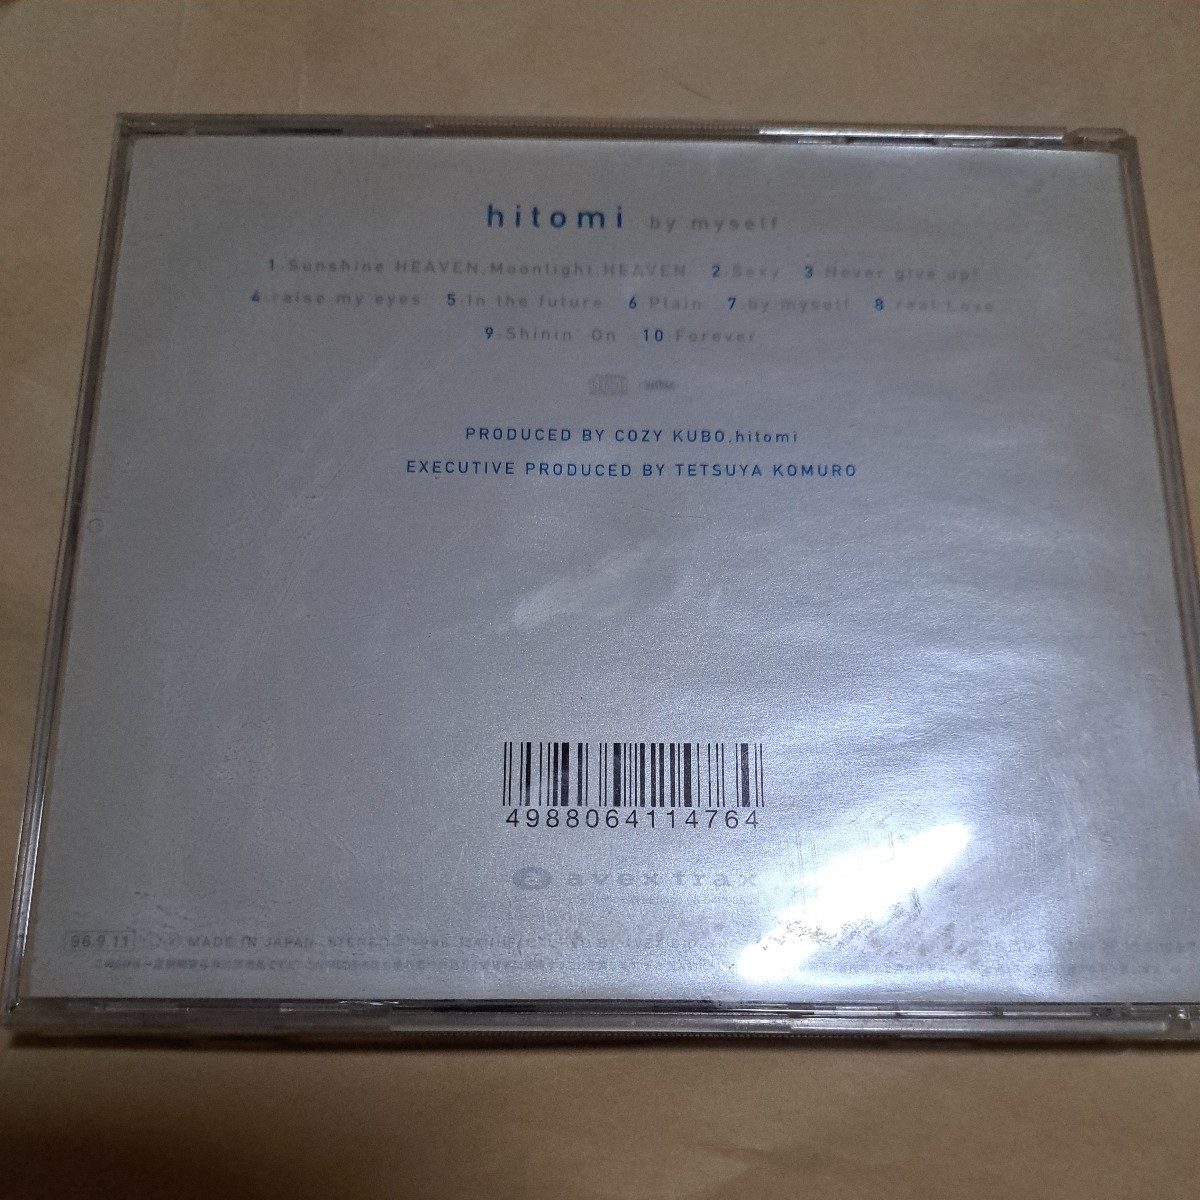 hitomi by myself
1.Sunshine HEAVEN,Moonlight HEAVEN 2.Sexy 3.Never give up!
4.raise my eyes 5.In the future 6.Plain 7.by myself 8.real Love
9.Shinin' On 10.Forever
PRODUCED BY COZY KUBO,hitomi
EXECUTIVE PRODUCED BY TETSUYA KOMURO
4988064114764
avex trax
96.9.11 MADE IN JAPAN STEREO